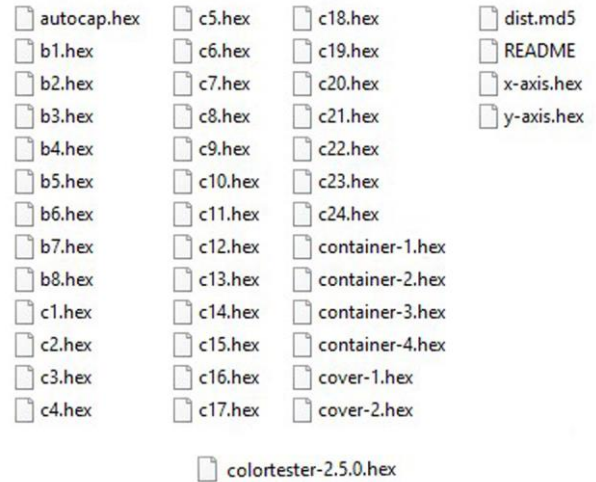 autocap.hex
b1.hex
b2.hex
b3.hex
b4.hex
b5.hex
b6.hex
b7.hex
b8.hex
c1.hex
c2.hex
c3.hex
c4.hex
c5.hex
c6.hex
c7.hex
c8.hex
c9.hex
c10.hex
c11.hex
c12.hex
c13.hex
c14.hex
c15.hex
c16.hex
c17.hex
c18.hex
c19.hex
c20.hex
c21.hex
c22.hex
c23.hex
c24.hex
container-1.hex
container-2.hex
container-3.hex
container-4.hex
cover-1.hex
cover-2.hex
dist.md5
README
x-axis.hex
y-axis.hex
colortester-2.5.0.hex